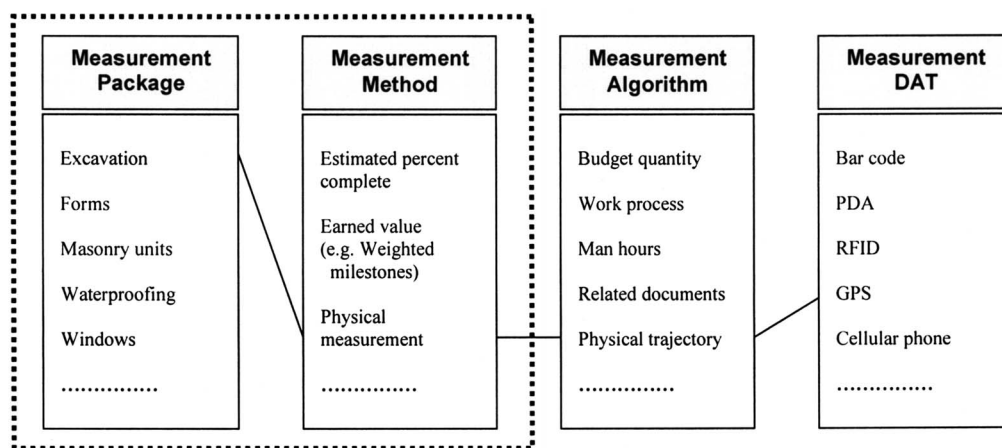 Measurement
Package
Excavation
Forms
Masonry units
Waterproofing
Windows
................
Measurement
Method
Estimated percent
complete
Earned value
(e.g. Weighted
milestones)
Physical
measurement
................
Measurement
Algorithm
Budget quantity
Work process
Man hours
Related documents
Physical trajectory
................
Measurement
DAT
Bar code
PDA
RFID
GPS
Cellular phone
................